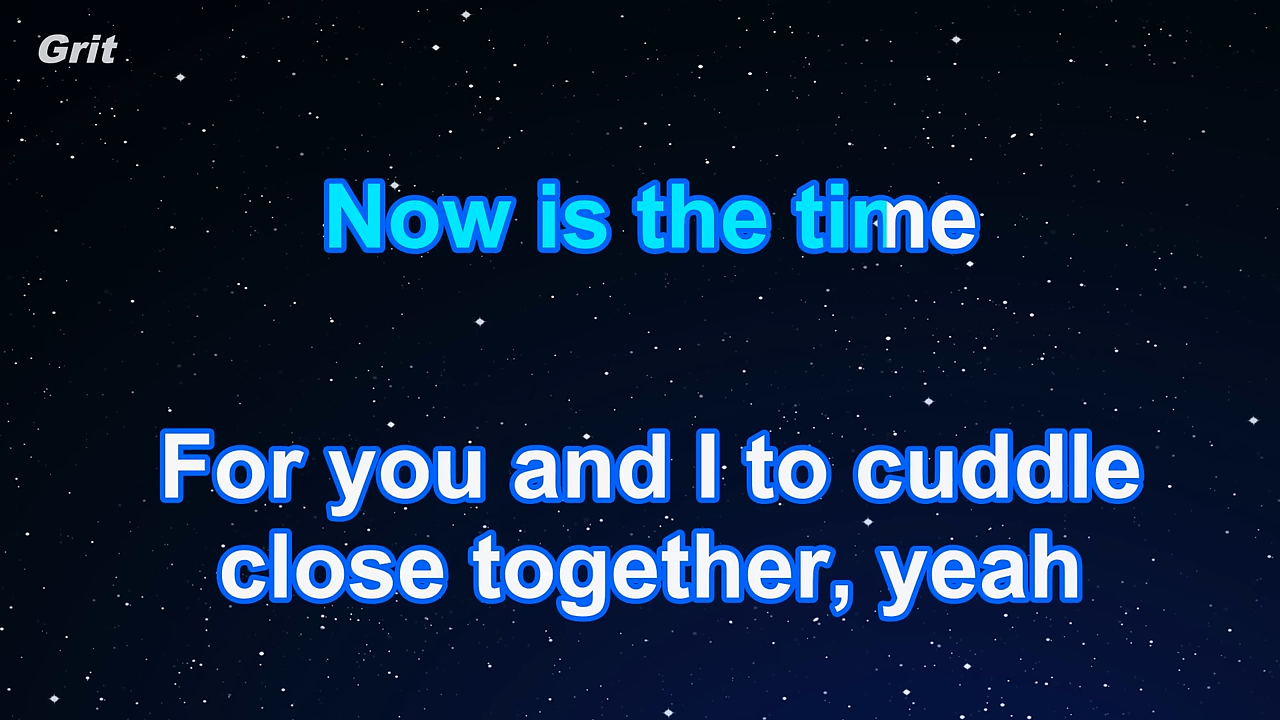 Grit
Now is the time
For you and I to cuddle
close together, yeah